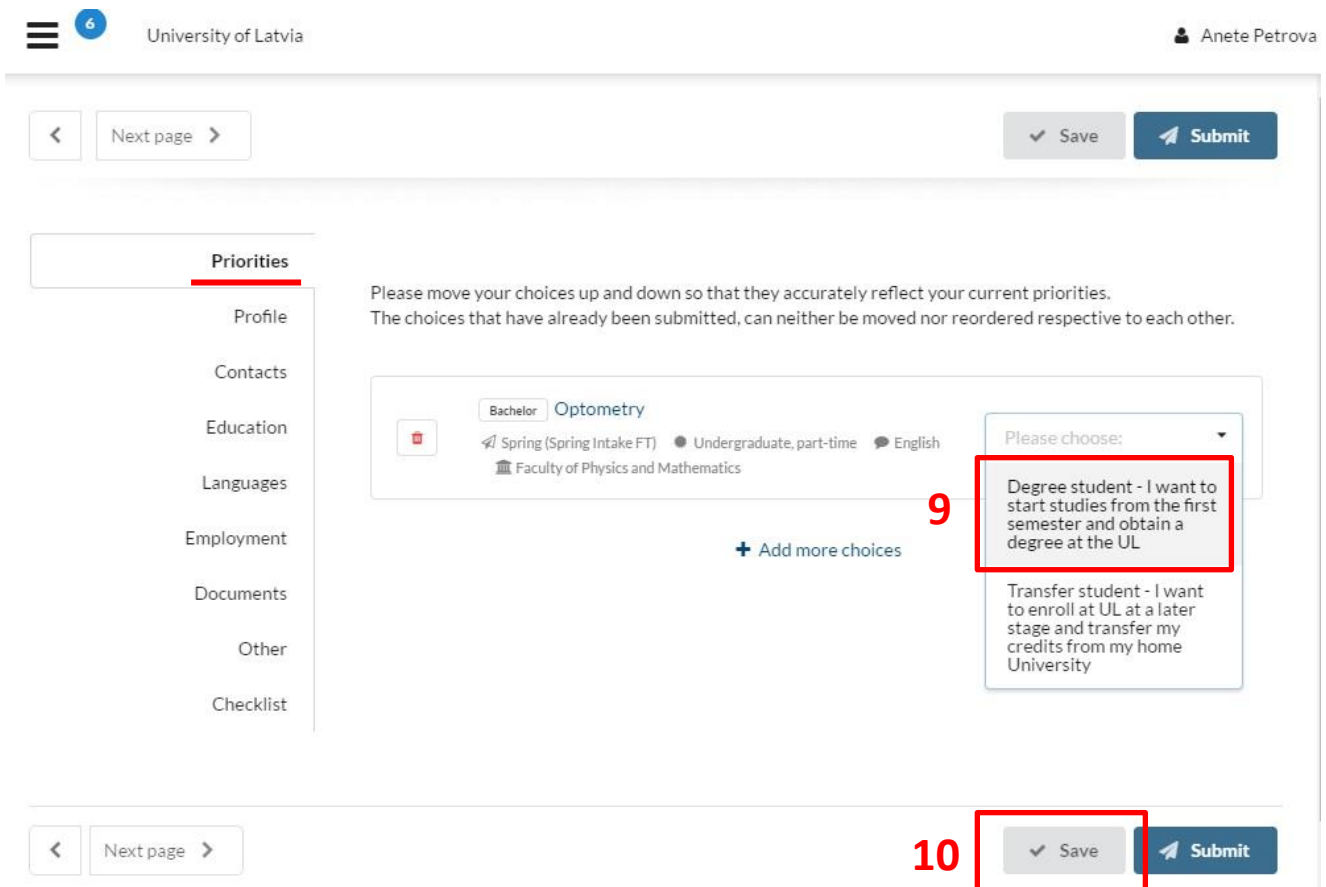 6
University of Latvia
Anete Petrova
Next page
Save
Submit
Priorities
Profile
Contacts
Education
Languages
Employment
Documents
Other
Checklist
Please move your choices up and down so that they accurately reflect your current priorities.
The choices that have already been submitted, can neither be moved nor reordered respective to each other.
Bachelor Optometry
Spring (Spring Intake FT) Undergraduate, part-time English
Faculty of Physics and Mathematics
Please choose:
9
Degree student - I want to
start studies from the first
semester and obtain a
degree at the UL
Transfer student - I want
to enroll at UL at a later
stage and transfer my
credits from my home
University
Add more choices
Next page
10
Save
Submit